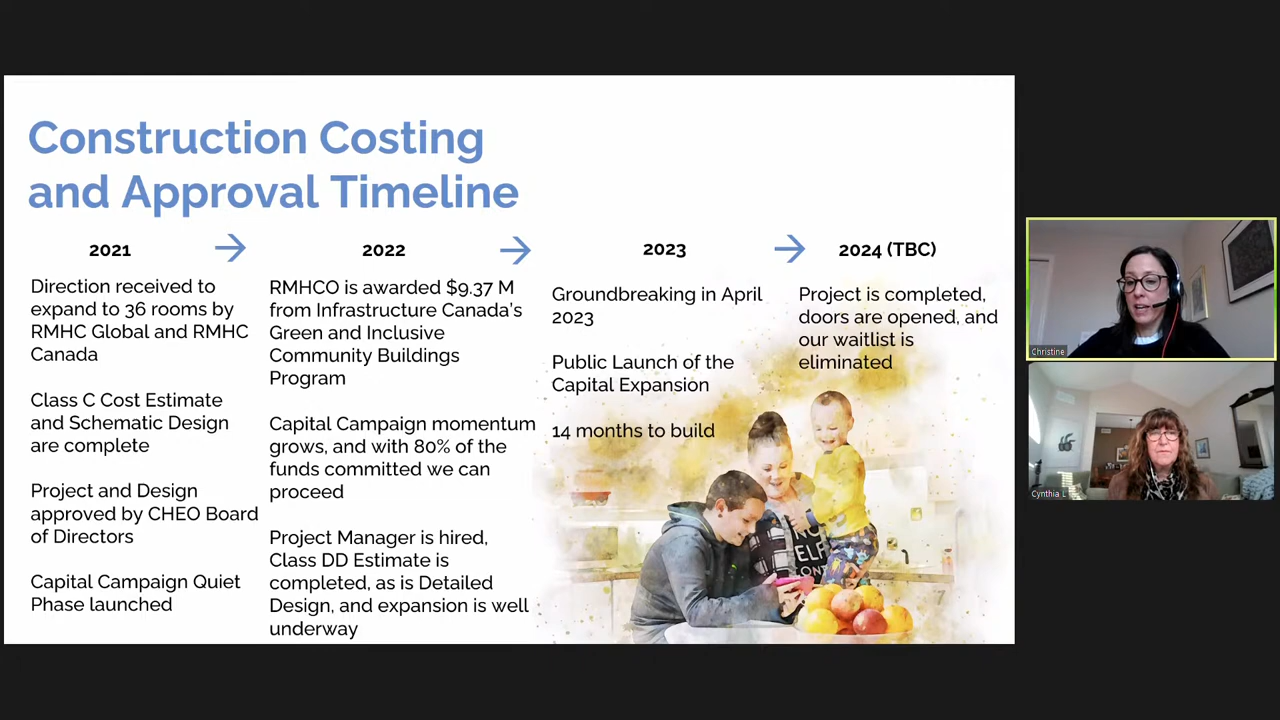 Construction Costing
and Approval Timeline
2021
Direction received to
expand to 36 rooms by
RMHC Global and RMHC
Canada
Class C Cost Estimate
and Schematic Design
are complete
Project and Design
approved by CHEO Board
of Directors
Capital Campaign Quiet
Phase launched
2022
RMHCO is awarded $9.37 M
from Infrastructure Canada's
Green and Inclusive
Community Buildings
Program
Capital Campaign momentum
grows, and with 80% of the
funds committed we can
proceed
Project Manager is hired,
Class DD Estimate is
completed, as is Detailed
Design, and expansion is well
underway
2023
Groundbreaking in April
2023
Public Launch of the
Capital Expansion
14 months to build
2024 (TBC)
Project is completed,
doors are opened, and
our waitlist is
eliminated
Christine
Cynthia L